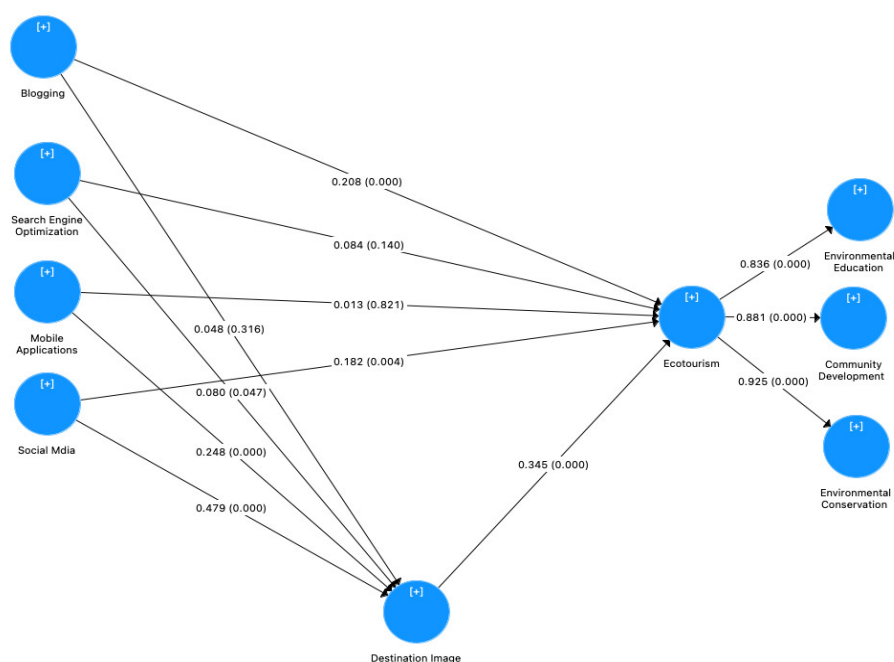 [+]
Blogging
[+]
Search Engine
Optimization
[+]
Mobile
Applications
[+]
Social Mdia
0.208 (0.000)
0.084 (0.140)
0.013 (0.821)
0.182 (0.004)
0.048 (0.316)
0.080 (0.047)
0.248 (0.000)
0.479 (0.000)
[+]
Destination Image
0.345 (0.000)
[+]
Ecotourism
0.836 (0.000)
0.881 (0.000)
0.925 (0.000)
[+]
Environmental
Education
[+]
Community
Development
[+]
Environmental
Conservation